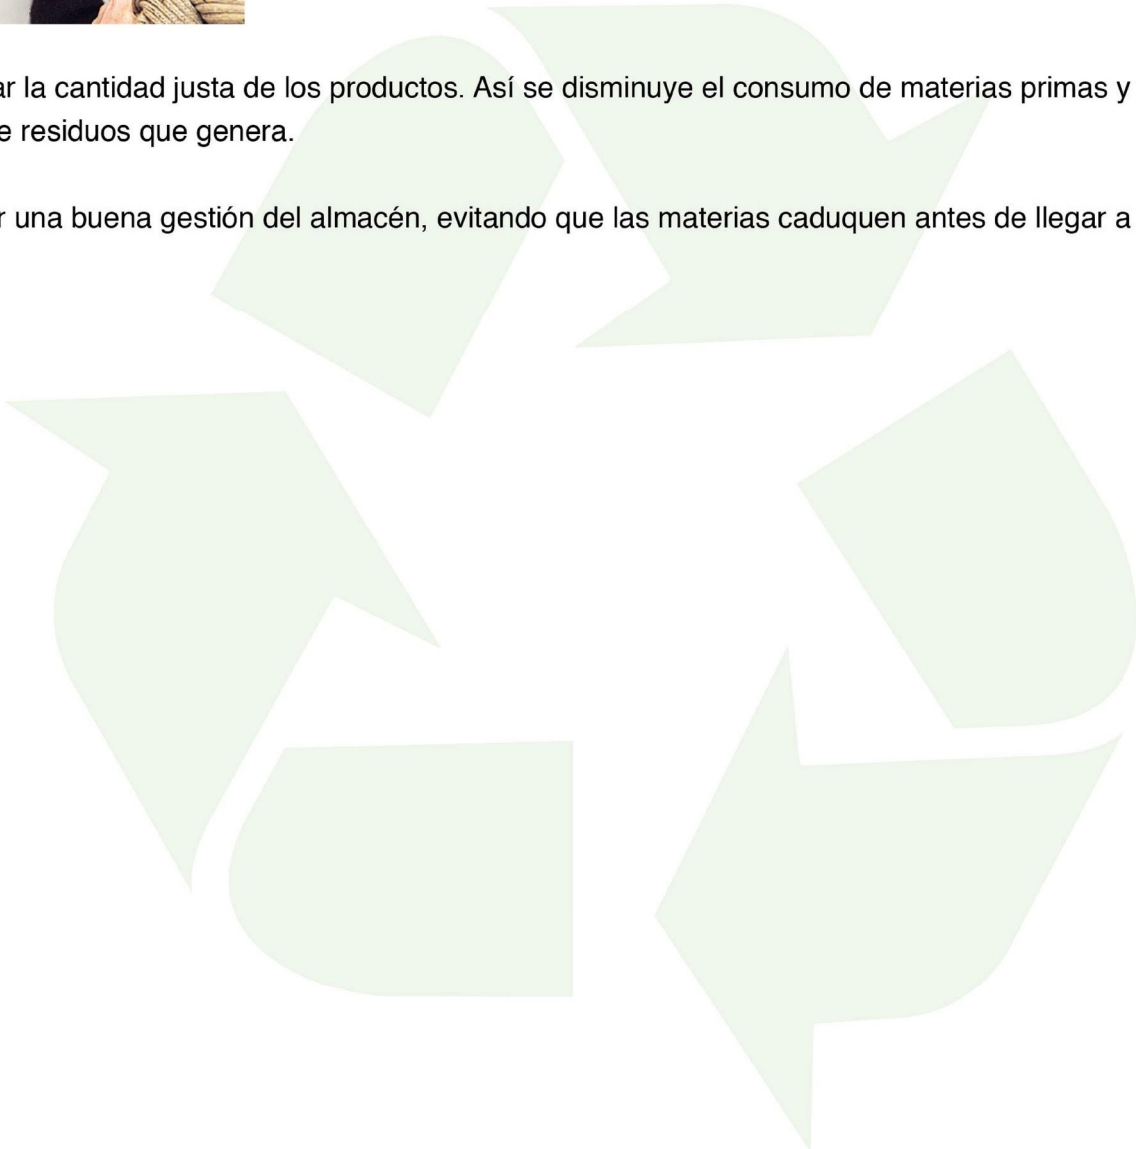 la cantidad justa de los productos. Así se disminuye el consumo de materias primas y
residuos que genera.
una buena gestión del almacén, evitando que las materias caduquen antes de llegar a